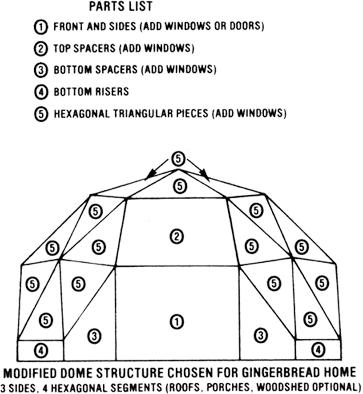 PARTS LIST
① FRONT AND SIDES (ADD WINDOWS OR DOORS)
② TOP SPACERS (ADD WINDOWS)
③ BOTTOM SPACERS (ADD WINDOWS)
④ BOTTOM RISERS
⑤ HEXAGONAL TRIANGULAR PIECES (ADD WINDOWS)
⑤
⑤
⑤ ⑤
②
⑤ ⑤ ⑤ ⑤
⑤ ⑤ ⑤ ⑤
⑤ ① ⑤
③ ③
④ ④
MODIFIED DOME STRUCTURE CHOSEN FOR GINGERBREAD HOME
3 SIDES, 4 HEXAGONAL SEGMENTS (ROOFS, PORCHES, WOODSHED OPTIONAL)